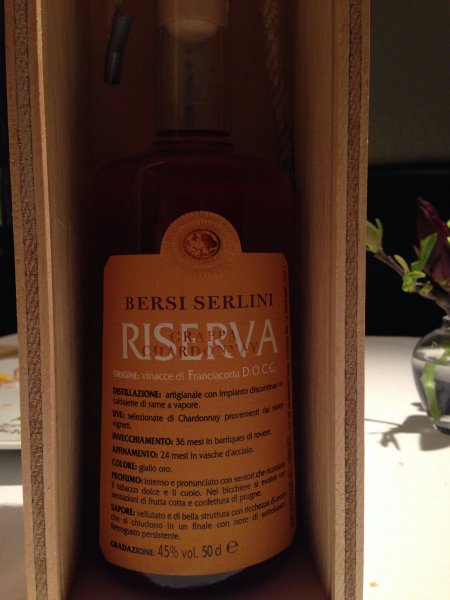 BERSI SERLINI
GRAPPA
RISERVA
CHARDONNAY
ORIGINE: vinacce di Franciacorta D.O.C.G.
DISTILLAZIONE: artigianale con impianto discontinuo in
caldaiette di rame a vapore.
UVE: selezionate di Chardonnay provenienti dai nostri
vigneti.
INVECCHIAMENTO: 36 mesi in barriques di rovere.
AFFINAMENTO: 24 mesi in vasche d'acciaio.
COLORE: giallo oro.
PROFUMO: intenso e pronunciato con sentori che ricordano
il tabacco dolce e il cuoio. Nel bicchiere si evolve con
sensazioni di frutta cotta e confettura di prugne.
SAPORE: vellutato e di bella struttura con ricchezza di aromi
che si chiudono in un finale con note di sottobosco.
Retrogusto persistente.
GRADAZIONE: 45% vol. 50 d e